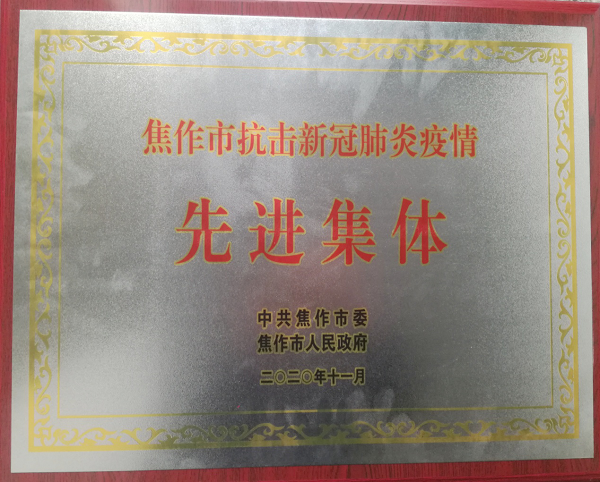 焦作市抗击新冠肺炎疫情
先进集体
中共焦作市委
焦作市人民政府
二〇二〇年十一月